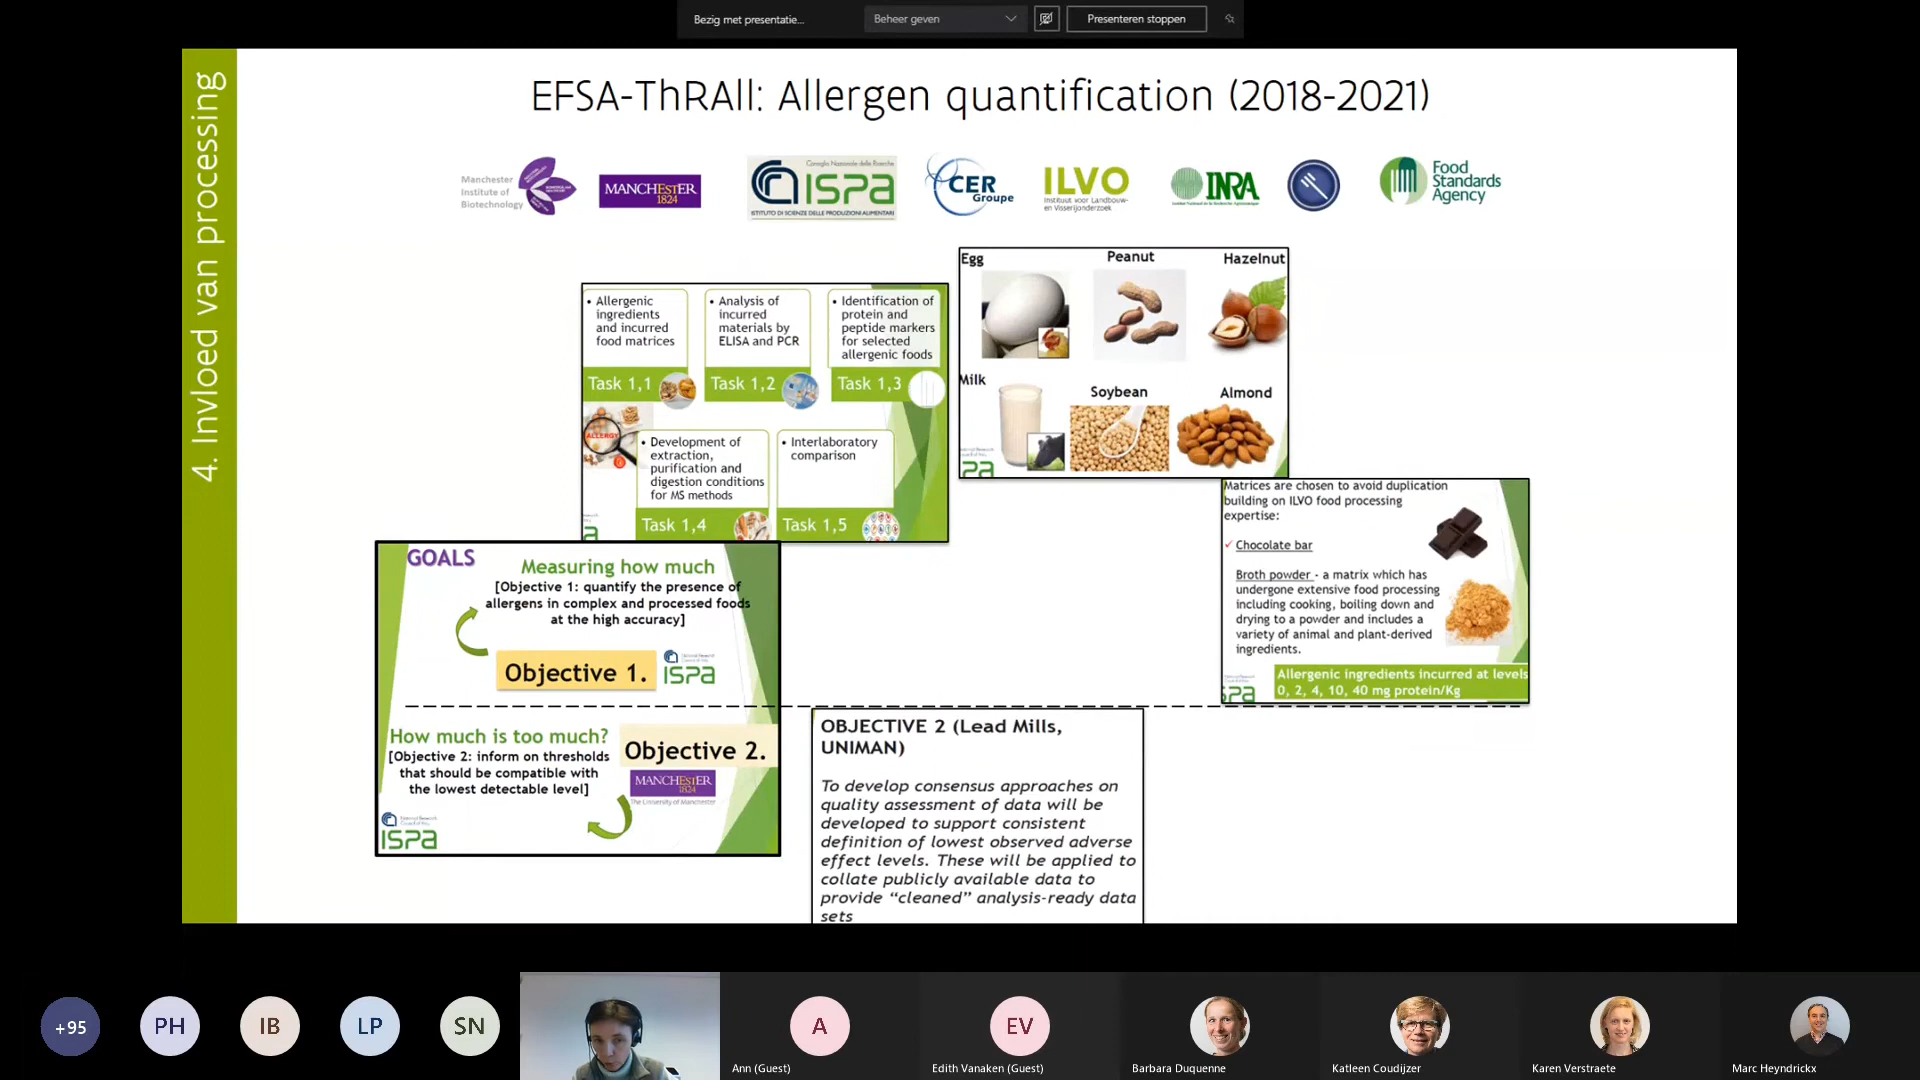 Bezig met presentatie...
Beheer geven
Presenteren stoppen
4. Invloed van processing
EFSA-ThRAll: Allergen quantification (2018-2021)
Manchester
Institute of
Biotechnology
MANCHESTER
1824
Consiglio Nazionale delle Ricerche
ISPA
ISTITUTO DI SCIENZE DELLE PRODUZIONI ALIMENTARI
CER
Groupe
ILVO
Instituut voor Landbouw-
en Visserijonderzoek
INRA
Food
Standards
Agency
• Allergenic
ingredients
and incurred
food matrices
Task 1,1
• Analysis of
incurred
materials by
ELISA and PCR
Task 1,2
• Identification of
protein and
peptide markers
for selected
allergenic foods
Task 1,3
ALLERGY
• Development of
extraction,
purification and
digestion conditions
for MS methods
Task 1,4
• Interlaboratory
comparison
Task 1,5
Egg
Peanut
Hazelnut
Milk
Soybean
Almond
Matrices are chosen to avoid duplication
building on ILVO food processing
expertise:
✓ Chocolate bar
Broth powder - a matrix which has
undergone extensive food processing
including cooking, boiling down and
drying to a powder and includes a
variety of animal and plant-derived
ingredients.
Allergenic ingredients incurred at levels
0, 2, 4, 10, 40 mg protein/Kg
GOALS
Measuring how much
[Objective 1: quantify the presence of
allergens in complex and processed foods
at the high accuracy]
Objective 1.
ISPA
How much is too much?
[Objective 2: inform on thresholds
that should be compatible with
the lowest detectable level]
Objective 2.
MANCHESTER
1824
The University of Manchester
ISPA
OBJECTIVE 2 (Lead Mills,
UNIMAN)
To develop consensus approaches on
quality assessment of data will be
developed to support consistent
definition of lowest observed adverse
effect levels. These will be applied to
collate publicly available data to
provide “cleaned” analysis-ready data
sets
+95
PH
IB
LP
SN
A
Ann (Guest)
EV
Edith Vanaken (Guest)
Barbara Duquenne
Katleen Coudijzer
Karen Verstraete
Marc Heyndrickx